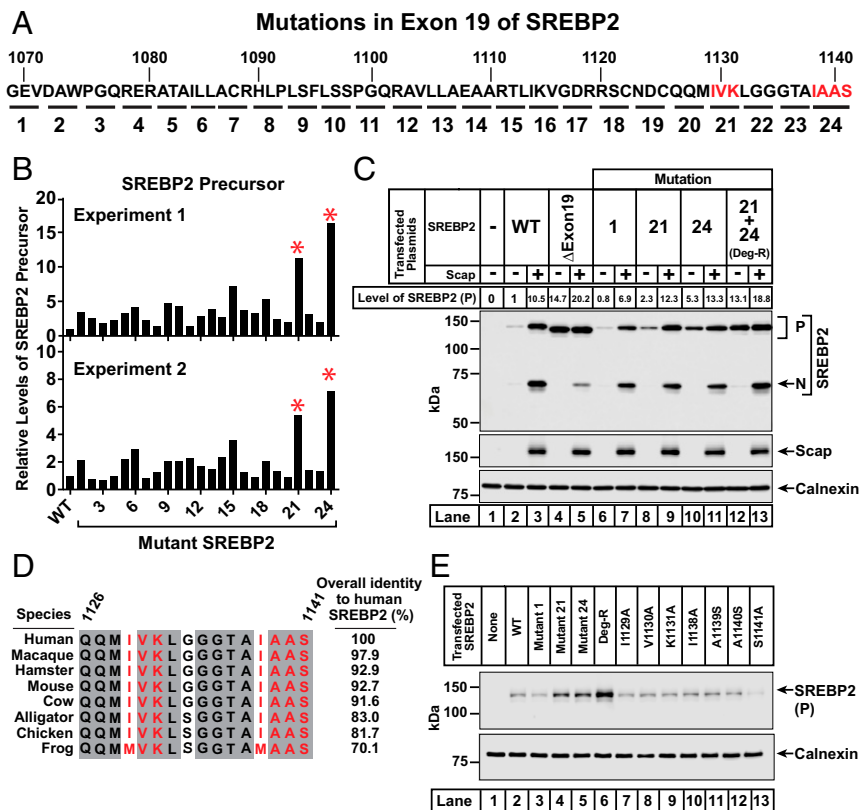 A
Mutations in Exon 19 of SREBP2
1070 1080 1090 1100 1110 1120 1130 1140
GEVDAWPGQRERATAILLACRHLPLSFLSSPGQRAVLLAEAARTLIKVGDRRSCNDCQQMIVKLGGGTAIAAS
1 2 3 4 5 6 7 8 9 10 11 12 13 14 15 16 17 18 19 20 21 22 23 24
B
SREBP2 Precursor
Relative Levels of SREBP2 Precursor
Experiment 1
20
15
10
5
0
*
*
Experiment 2
10
8
6
4
2
0
*
*
WT 3 6 9 12 15 18 21 24
Mutant SREBP2
C
Mutation
Transfected Plasmids
SREBP2 - WT ΔExon19 1 21 24 21 + 24 (Deg-R)
Scap - - + - + - + - + - + - +
Level of SREBP2 (P) 0 1 10.5 14.7 20.2 0.8 6.9 2.3 12.3 5.3 13.3 13.1 18.8
kDa
150
100
75
50
P
N
SREBP2
150
Scap
75
Calnexin
Lane 1 2 3 4 5 6 7 8 9 10 11 12 13
D
Species 1126 1141 Overall identity to human SREBP2 (%)
Human QQMIVKLGGGTAIAAS 100
Macaque QQMIVKLGGGTAIAAS 97.9
Hamster QQMIVKLGGGTAIAAS 92.9
Mouse QQMIVKLGGGTAIAAS 92.7
Cow QQMIVKLGGGTAIAAS 91.6
Alligator QQMIVKLSGGTAIAAS 83.0
Chicken QQMIVKLSGGTAIAAS 81.7
Frog QQMMVKLSGGTAMAAS 70.1
E
Transfected SREBP2 None WT Mutant 1 Mutant 21 Mutant 24 Deg-R I1129A V1130A K1131A I1138A A1139S A1140S S1141A
kDa
150
100
SREBP2 (P)
75
Calnexin
Lane 1 2 3 4 5 6 7 8 9 10 11 12 13